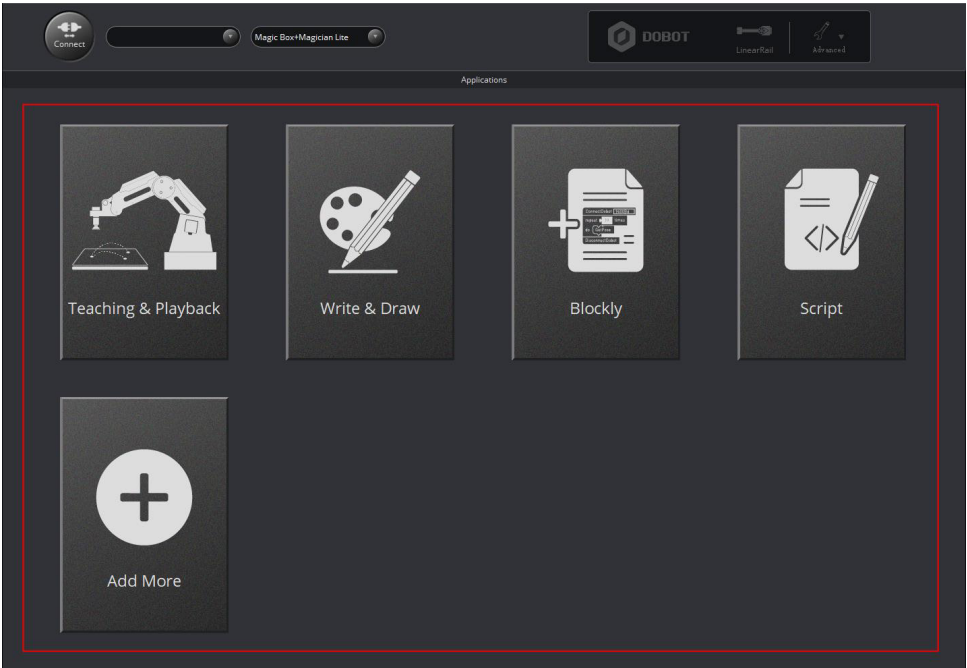 Connect
Magic Box+Magician Lite
DOBOT
LinearRail
Advanced
Applications
Teaching & Playback
Write & Draw
Blockly
Script
Add More